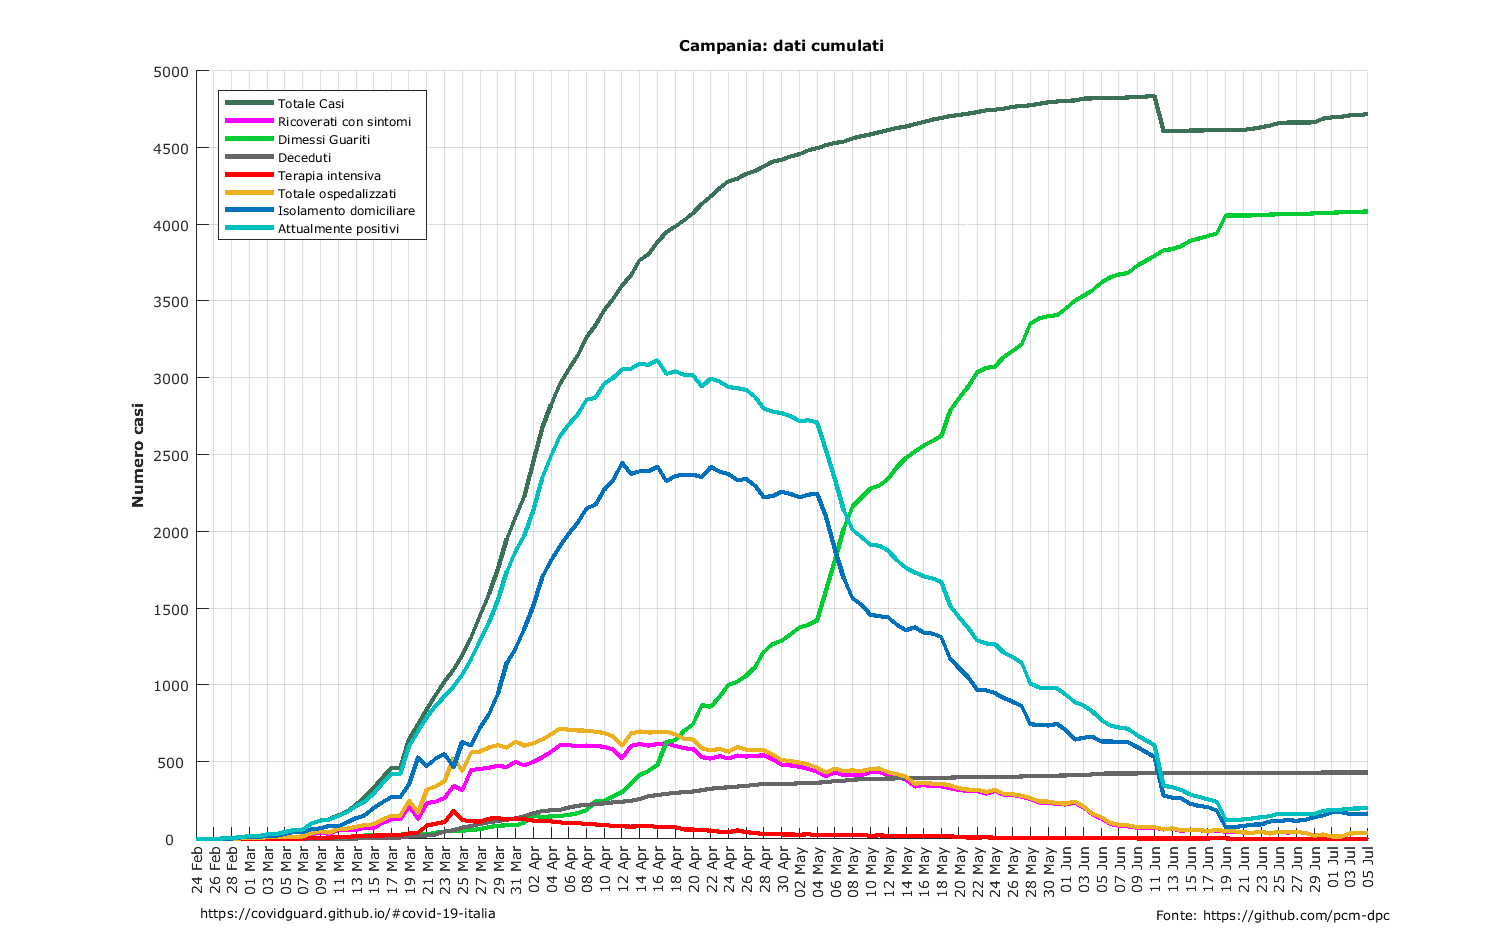 Campania: dati cumulati
Numero casi
5000
4500
4000
3500
3000
2500
2000
1500
1000
500
0
Totale Casi
Ricoverati con sintomi
Dimessi Guariti
Deceduti
Terapia intensiva
Totale ospedalizzati
Isolamento domiciliare
Attualmente positivi
24 Feb
26 Feb
28 Feb
01 Mar
03 Mar
05 Mar
07 Mar
09 Mar
11 Mar
13 Mar
15 Mar
17 Mar
19 Mar
21 Mar
23 Mar
25 Mar
27 Mar
29 Mar
31 Mar
02 Apr
04 Apr
06 Apr
08 Apr
10 Apr
12 Apr
14 Apr
16 Apr
18 Apr
20 Apr
22 Apr
24 Apr
26 Apr
28 Apr
30 Apr
02 May
04 May
06 May
08 May
10 May
12 May
14 May
16 May
18 May
20 May
22 May
24 May
26 May
28 May
30 May
01 Jun
03 Jun
05 Jun
07 Jun
09 Jun
11 Jun
13 Jun
15 Jun
17 Jun
19 Jun
21 Jun
23 Jun
25 Jun
27 Jun
29 Jun
01 Jul
03 Jul
05 Jul
https://covidguard.github.io/#covid-19-italia
Fonte: https://github.com/pcm-dpc